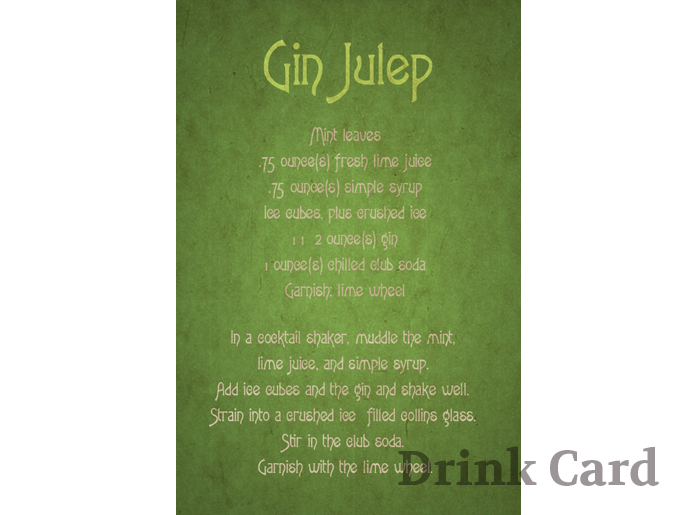 Gin Julep
Mint leaves
.75 ounce(s) fresh lime juice
.75 ounce(s) simple syrup
Ice cubes, plus crushed ice
1 1 2 ounce(s) gin
1 ounce(s) chilled club soda
Garnish: lime wheel
In a cocktail shaker, muddle the mint,
lime juice, and simple syrup.
Add ice cubes and the gin and shake well.
Strain into a crushed ice filled collins glass.
Stir in the club soda.
Garnish with the lime wheel.
Drink Card